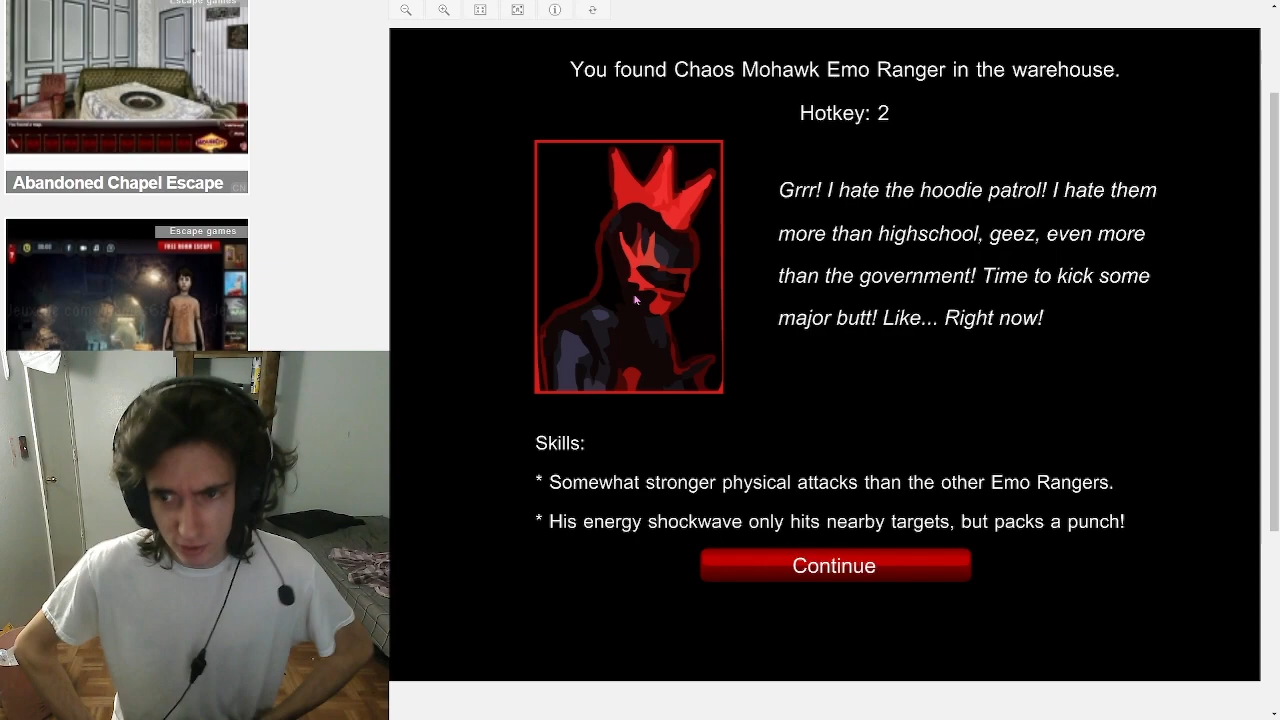 Escape games
Abandoned Chapel Escape
CN
Escape games
FREE ROOM ESCAPE
You found Chaos Mohawk Emo Ranger in the warehouse.
Hotkey: 2
Grrr! I hate the hoodie patrol! I hate them
more than highschool, geez, even more
than the government! Time to kick some
major butt! Like... Right now!
Skills:
* Somewhat stronger physical attacks than the other Emo Rangers.
* His energy shockwave only hits nearby targets, but packs a punch!
Continue